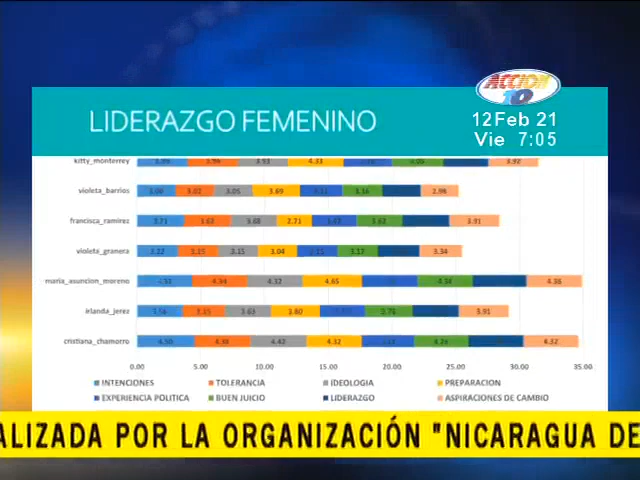 ACCION
10
LIDERAZGO FEMENINO
12Feb 21
Vie 7:05
kitty_monterrey 3.93 4.33 3.92
violeta_barrios 3.00 3.02 3.05 3.69 3.16 2.98
francisca_ramirez 3.71 3.63 3.68 2.71 3.62 3.91
violeta_granera 3.22 3.15 3.15 3.04 3.17 3.34
maria_asuncion_moreno 4.32 4.65 4.34 4.38
irlanda_jerez 3.63 3.80 3.91
cristiana_chamorro 4.50 4.38 4.42 4.32 4.26 4.32
0.00 5.00 10.00 15.00 20.00 25.00 30.00 35.00
INTENCIONES TOLERANCIA IDEOLOGIA PREPARACION
EXPERIENCIA POLITICA BUEN JUICIO LIDERAZGO ASPIRACIONES DE CAMBIO
ALIZADA POR LA ORGANIZACIÓN "NICARAGUA DE